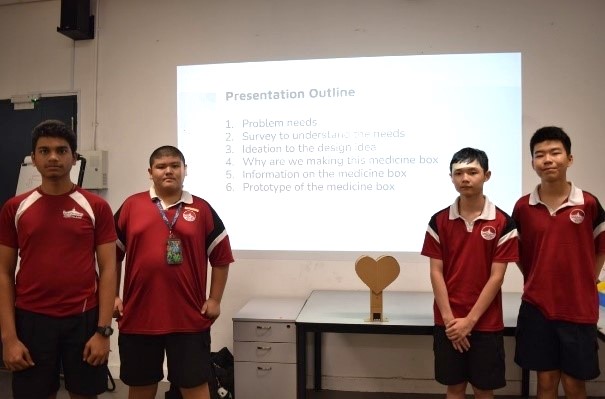 Presentation Outline
1. Problem needs
2. Survey to understand the needs
3. Ideation to the design idea
4. Why are we making this medicine box
5. Information on the medicine box
6. Prototype of the medicine box